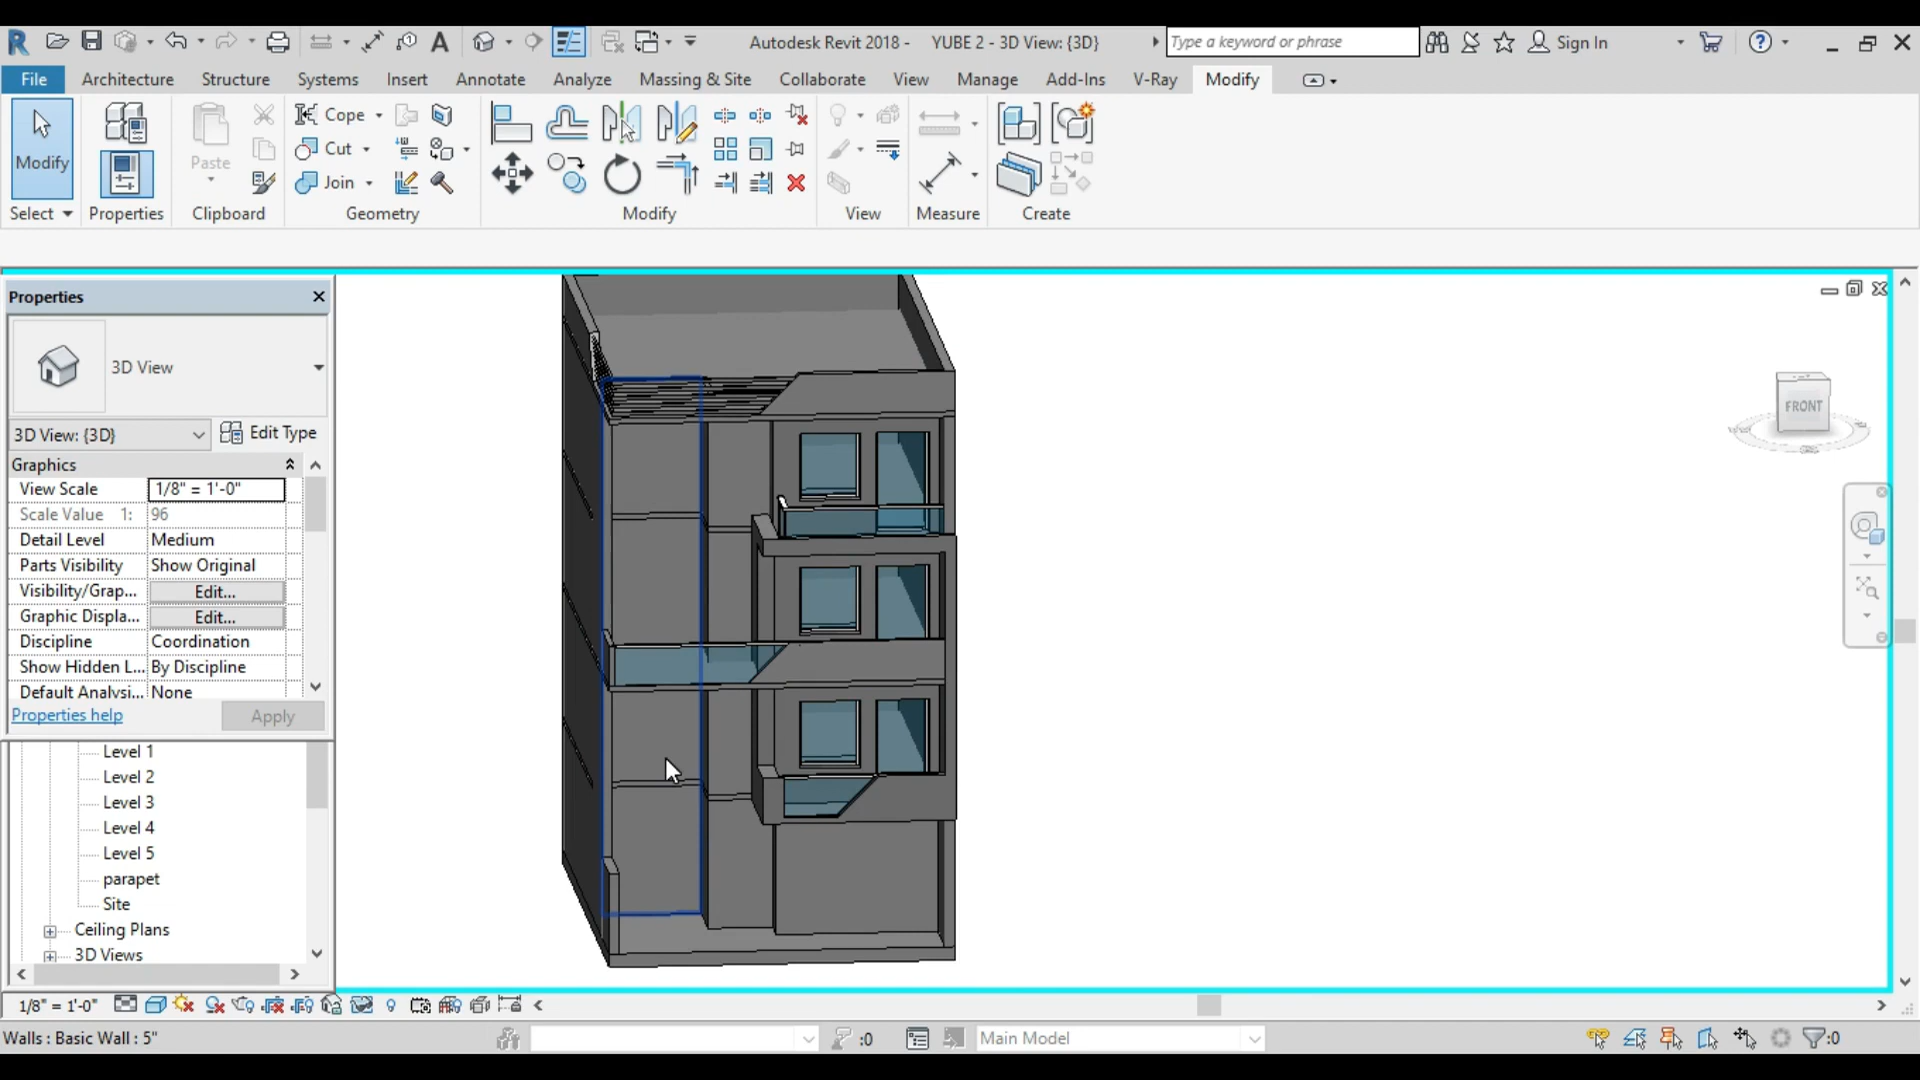 Autodesk Revit 2018 - YUBE 2 - 3D View: {3D}
Type a keyword or phrase
Sign In
File Architecture Structure Systems Insert Annotate Analyze Massing & Site Collaborate View Manage Add-Ins V-Ray Modify
Modify
Paste
Cope
Cut
Join
Select Properties Clipboard Geometry Modify View Measure Create
Properties
3D View
3D View: {3D} Edit Type
Graphics
View Scale 1/8" = 1'-0"
Scale Value 1: 96
Detail Level Medium
Parts Visibility Show Original
Visibility/Grap... Edit...
Graphic Displa... Edit...
Discipline Coordination
Show Hidden L... By Discipline
Default Analysi... None
Properties help Apply
Level 1
Level 2
Level 3
Level 4
Level 5
parapet
Site
Ceiling Plans
3D Views
FRONT
1/8" = 1'-0"
Walls : Basic Wall : 5"
:0
Main Model
:0